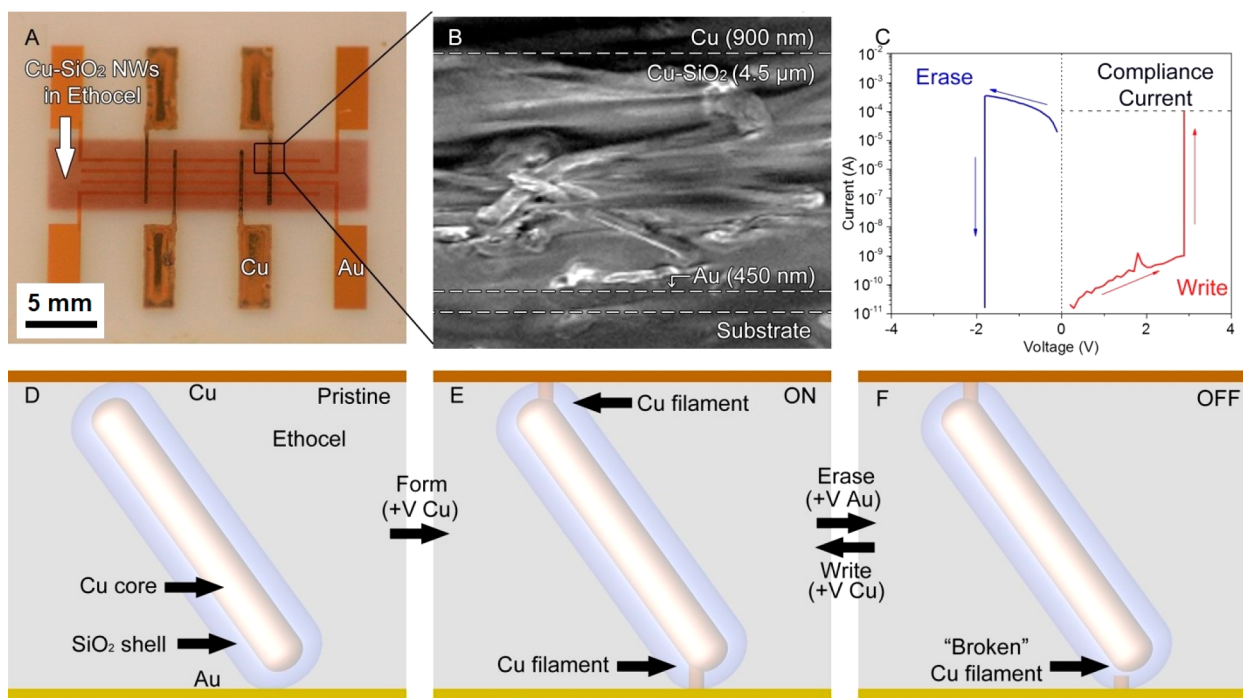 A
Cu-SiO₂ NWs
in Ethocel
Cu
Au
5 mm
B
Cu (900 nm)
Cu-SiO₂ (4.5 µm)
Au (450 nm)
Substrate
C
10⁻²
10⁻³
10⁻⁴
10⁻⁵
10⁻⁶
10⁻⁷
10⁻⁸
10⁻⁹
10⁻¹⁰
10⁻¹¹
Current (A)
Erase
Compliance
Current
Write
-4
-2
0
2
4
Voltage (V)
D
Cu
Pristine
Ethocel
Cu core
SiO₂ shell
Au
Form
(+V Cu)
E
Cu filament
ON
Cu filament
Erase
(+V Au)
Write
(+V Cu)
F
OFF
“Broken”
Cu filament